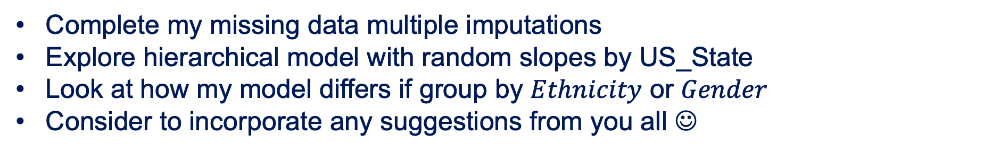 • Complete my missing data multiple imputations
• Explore hierarchical model with random slopes by US_State
• Look at how my model differs if group by Ethnicity or Gender
• Consider to incorporate any suggestions from you all ☺